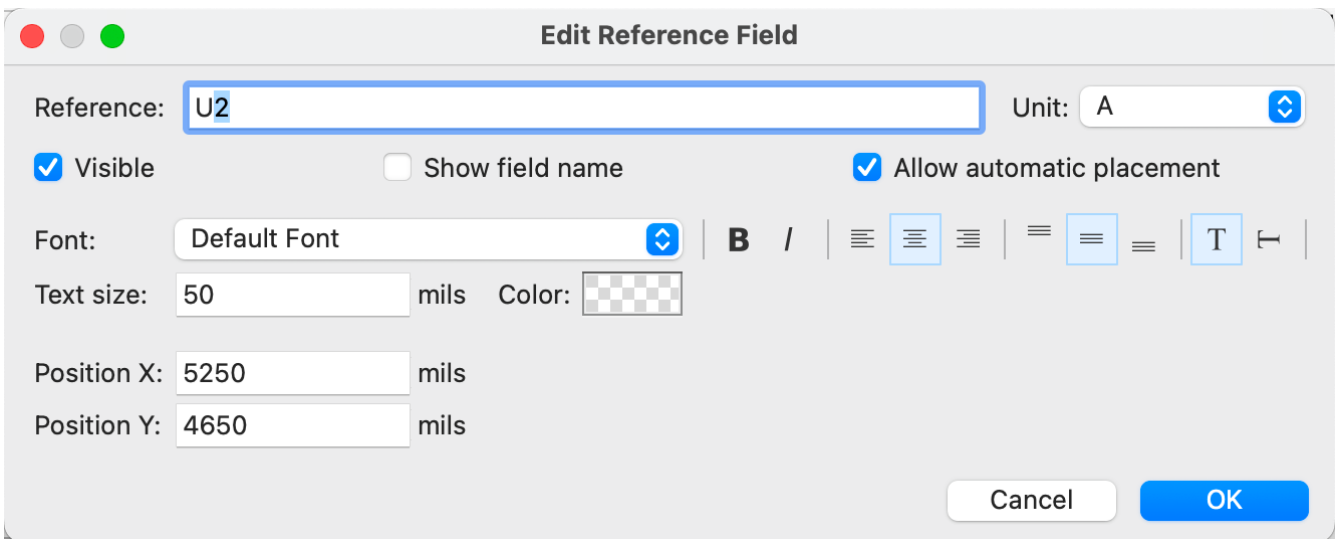 Edit Reference Field
Reference: U2 Unit: A
Visible Show field name Allow automatic placement
Font: Default Font B I T T
Text size: 50 mils Color:
Position X: 5250 mils
Position Y: 4650 mils
Cancel OK